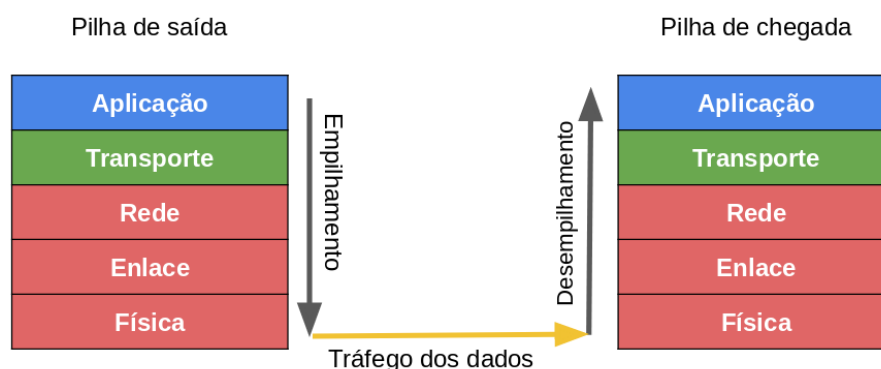 Pilha de saída
Pilha de chegada
Aplicação
Transporte
Rede
Enlace
Física
Empilhamento
Desempilhamento
Aplicação
Transporte
Rede
Enlace
Física
Tráfego dos dados